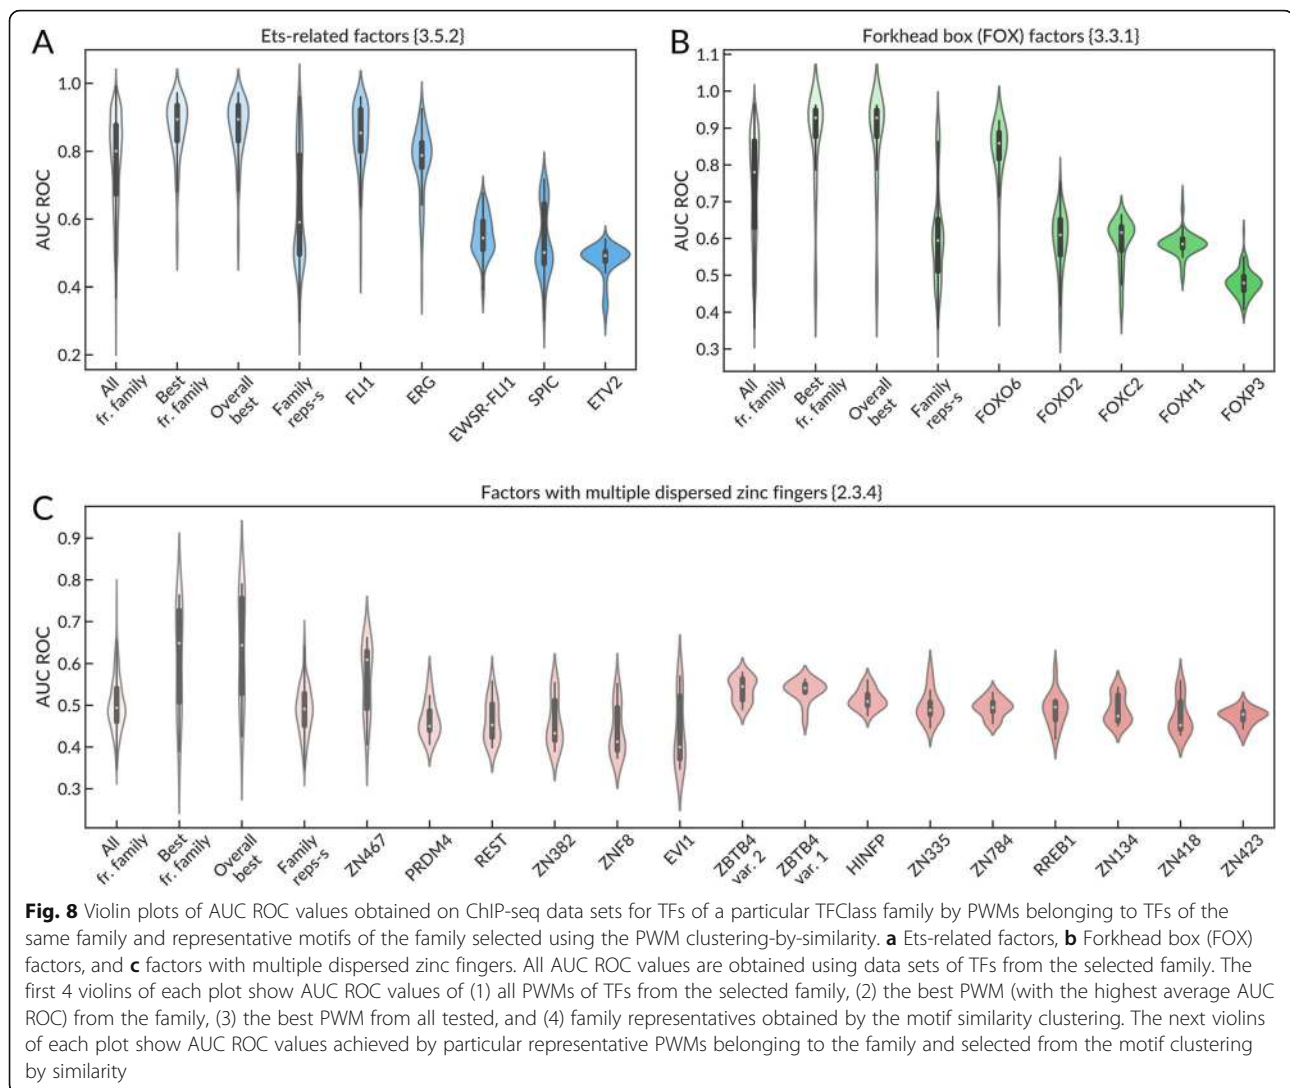 A
Ets-related factors {3.5.2}
AUC ROC
1.0
0.8
0.6
0.4
0.2
All
fr. family
Best
fr. family
Overall
best
Family
reps-s
FLI1
ERG
EWSR-FLI1
SPIC
ETV2
B
Forkhead box (FOX) factors {3.3.1}
AUC ROC
1.1
1.0
0.9
0.8
0.7
0.6
0.5
0.4
0.3
All
fr. family
Best
fr. family
Overall
best
Family
reps-s
FOXO6
FOXD2
FOXC2
FOXH1
FOXP3
C
Factors with multiple dispersed zinc fingers {2.3.4}
AUC ROC
0.9
0.8
0.7
0.6
0.5
0.4
0.3
All
fr. family
Best
fr. family
Overall
best
Family
reps-s
ZN467
PRDM4
REST
ZN382
ZNF8
EVI1
ZBTB4
var. 2
ZBTB4
var. 1
HINFP
ZN335
ZN784
RREB1
ZN134
ZN418
ZN423
Fig. 8 Violin plots of AUC ROC values obtained on ChIP-seq data sets for TFs of a particular TFClass family by PWMs belonging to TFs of the
same family and representative motifs of the family selected using the PWM clustering-by-similarity. a Ets-related factors, b Forkhead box (FOX)
factors, and c factors with multiple dispersed zinc fingers. All AUC ROC values are obtained using data sets of TFs from the selected family. The
first 4 violins of each plot show AUC ROC values of (1) all PWMs of TFs from the selected family, (2) the best PWM (with the highest average AUC
ROC) from the family, (3) the best PWM from all tested, and (4) family representatives obtained by the motif similarity clustering. The next violins
of each plot show AUC ROC values achieved by particular representative PWMs belonging to the family and selected from the motif clustering
by similarity